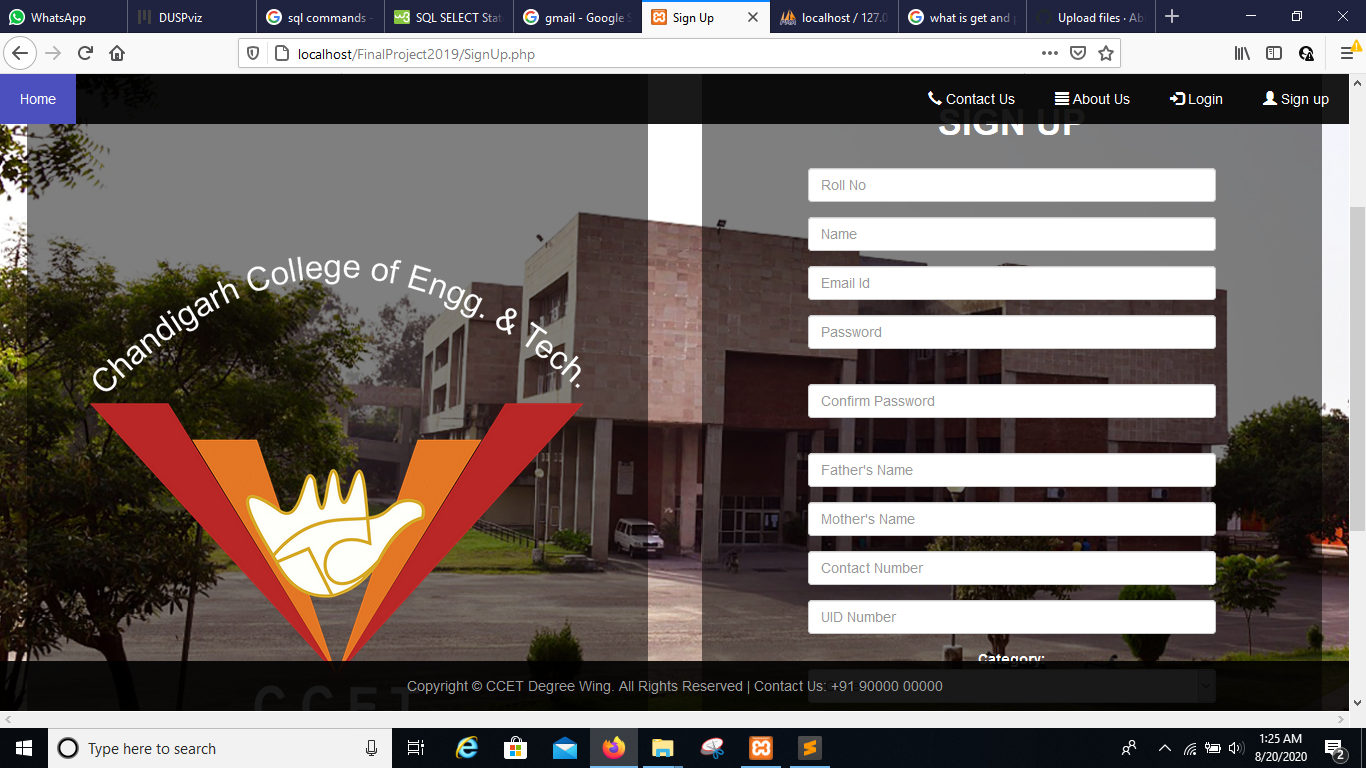 WhatsApp
DUSPviz
sql commands -
SQL SELECT Stat
gmail - Google S
Sign Up
localhost / 127.0
what is get and p
Upload files · Ab
localhost/FinalProject2019/SignUp.php
Home
Contact Us
About Us
Login
Sign up
SIGN UP
Chandigarh College of Engg. & Tech.
Roll No
Name
Email Id
Password
Confirm Password
Father's Name
Mother's Name
Contact Number
UID Number
Category:
CCET
Copyright © CCET Degree Wing. All Rights Reserved | Contact Us: +91 90000 00000
Type here to search
1:25 AM
8/20/2020
2